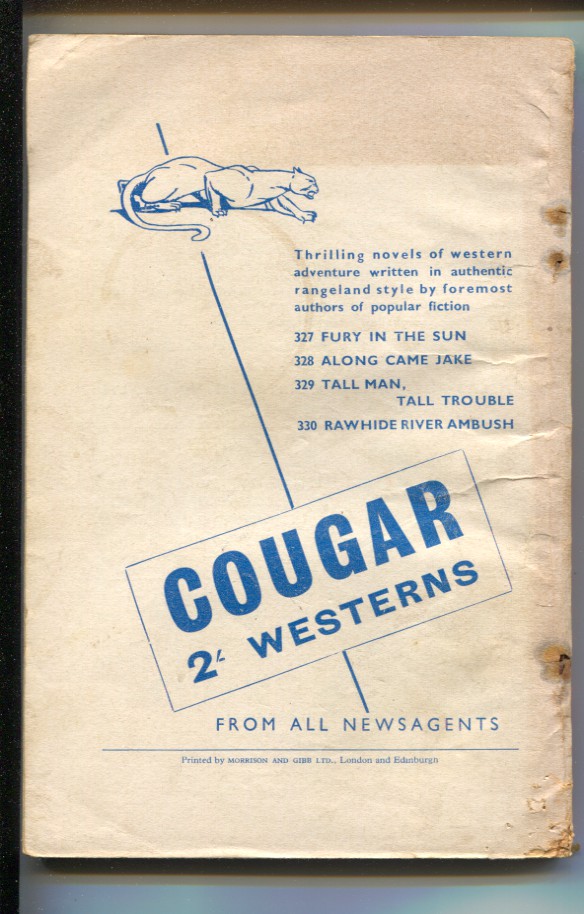 Thrilling novels of western
adventure written in authentic
rangeland style by foremost
authors of popular fiction
327 FURY IN THE SUN
328 ALONG CAME JAKE
329 TALL MAN,
TALL TROUBLE
330 RAWHIDE RIVER AMBUSH
COUGAR
2/- WESTERNS
FROM ALL NEWSAGENTS
Printed by MORRISON AND GIBB LTD., London and Edinburgh